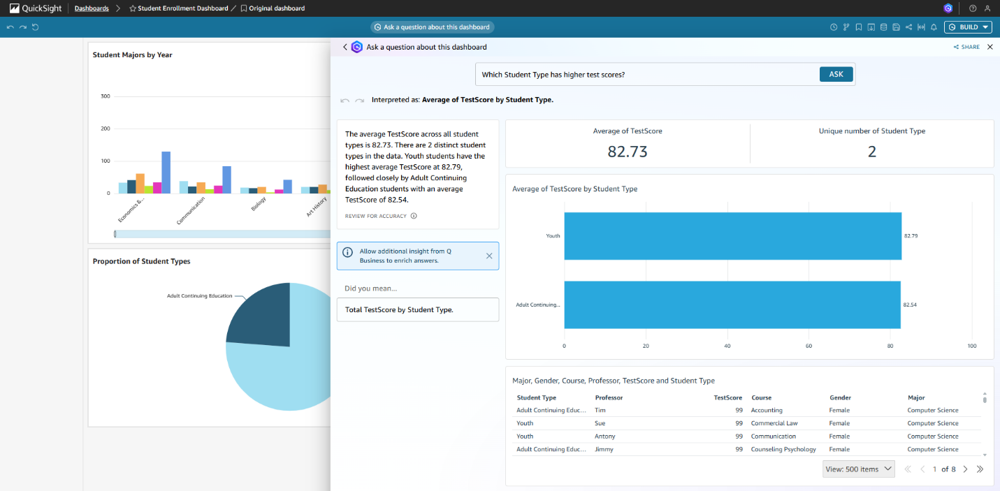 QuickSight
Dashboards
Student Enrollment Dashboard
Original dashboard
Ask a question about this dashboard
BUILD
Student Majors by Year
300
200
100
0
Economics &...
Communication
Biology
Art History
Proportion of Student Types
Adult Continuing Education
Ask a question about this dashboard
SHARE
Which Student Type has higher test scores?
ASK
Interpreted as: Average of TestScore by Student Type.
The average TestScore across all student
types is 82.73. There are 2 distinct student
types in the data. Youth students have the
highest average TestScore at 82.79,
followed closely by Adult Continuing
Education students with an average
TestScore of 82.54.
REVIEW FOR ACCURACY
Allow additional insight from Q
Business to enrich answers.
Did you mean...
Total TestScore by Student Type.
Average of TestScore
82.73
Unique number of Student Type
2
Average of TestScore by Student Type
Youth
82.79
Adult Continuing...
82.54
0 20 40 60 80 100
Major, Gender, Course, Professor, TestScore and Student Type
Student Type Professor TestScore Course Gender Major
Adult Continuing Educ... Tim 99 Accounting Female Computer Science
Youth Sue 99 Commercial Law Female Computer Science
Youth Antony 99 Communication Female Computer Science
Adult Continuing Educ... Jimmy 99 Counseling Psychology Female Computer Science
View: 500 items
1 of 8